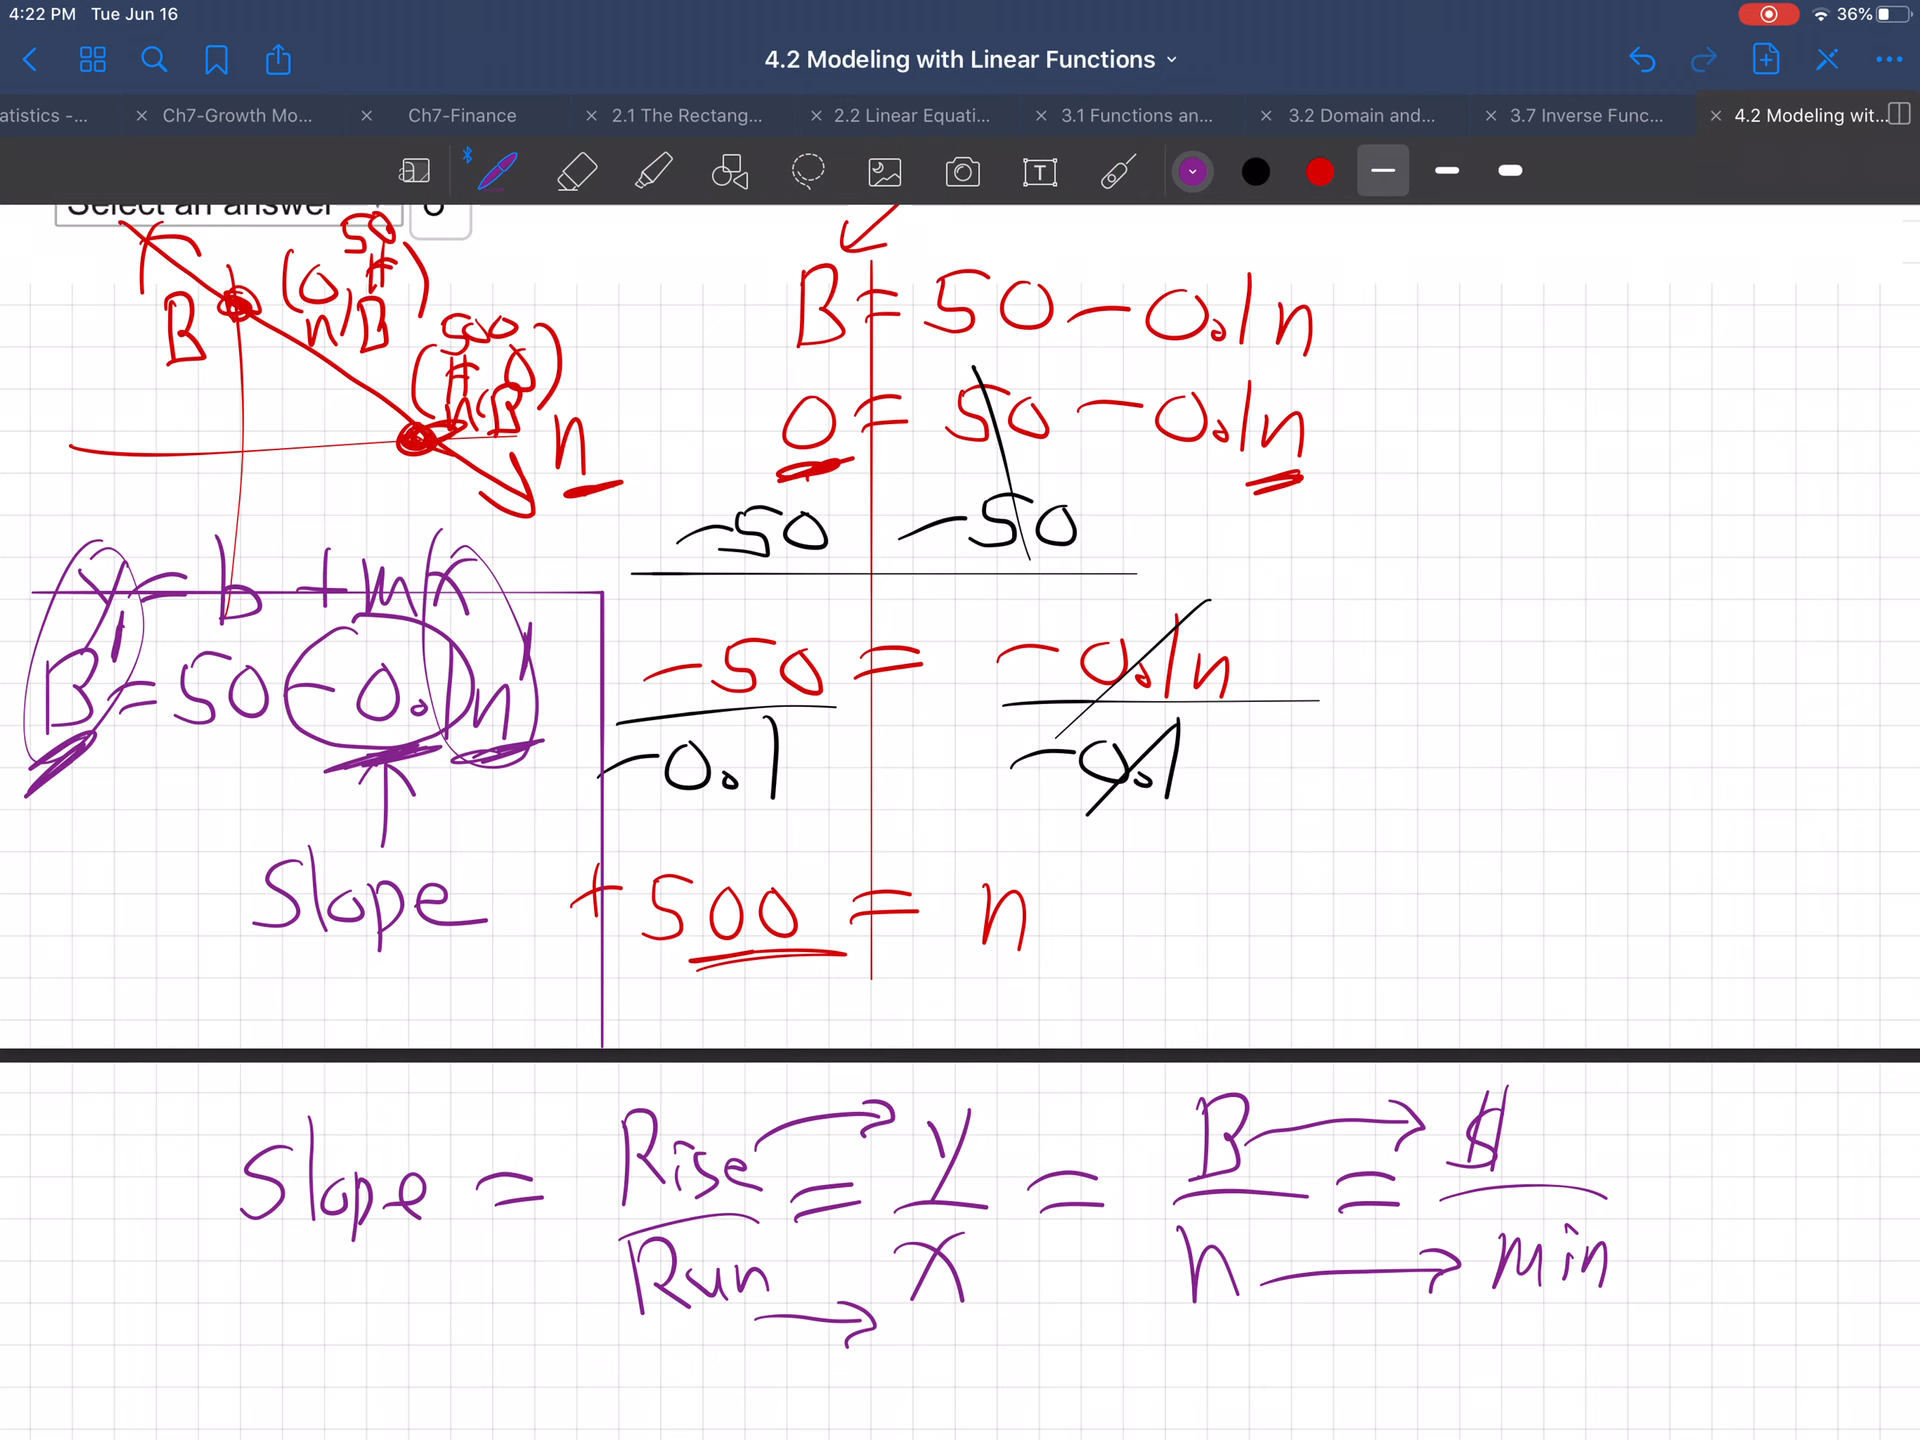 4:22 PM Tue Jun 16
36%
4.2 Modeling with Linear Functions
atistics -...
Ch7-Growth Mo...
Ch7-Finance
2.1 The Rectang...
2.2 Linear Equati...
3.1 Functions an...
3.2 Domain and...
3.7 Inverse Func...
4.2 Modeling wit...
T
Select an answer
50
(0, #)
n, B
B
500
(#, 0)
n, B
n
B = 50 - 0.1n
0 = 50 - 0.1n
-50 -50
y = b + mx
B = 50 - 0.1n
-50 = -0.1n
-0.1 -0.1
Slope
+500 = n
Slope = Rise/Run = y/x = B/n = $/min